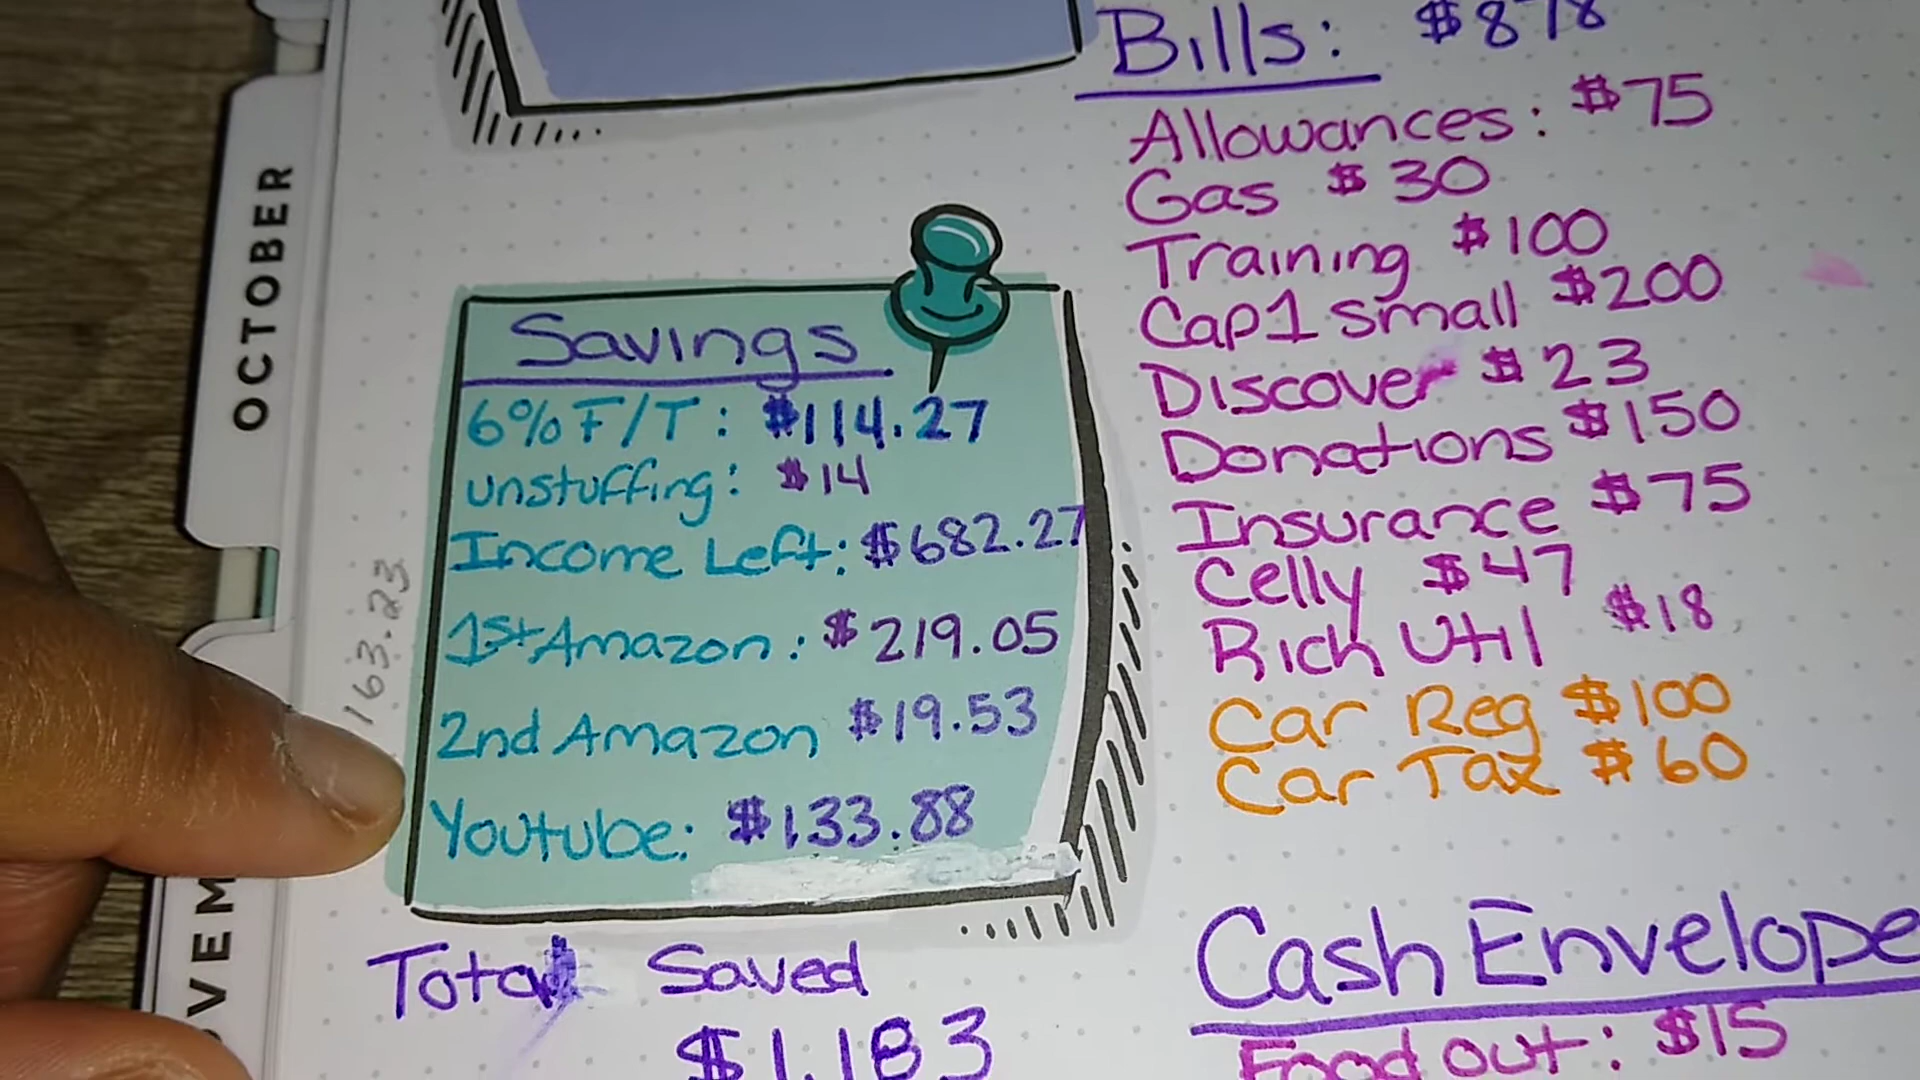 OCTOBER
163.23
Savings
6% F/T: $114.27
unstuffing: $14
Income Left: $682.27
1st Amazon: $219.05
2nd Amazon $19.53
Youtube: $133.88
Total Saved
$1,183
Bills: $878
Allowances: $75
Gas $30
Training $100
Cap1 small $200
Discover $23
Donations $150
Insurance $75
Celly $47
Rich Util $18
Car Reg $100
Car Tax $60
Cash Envelope
Food out: $15
VEM